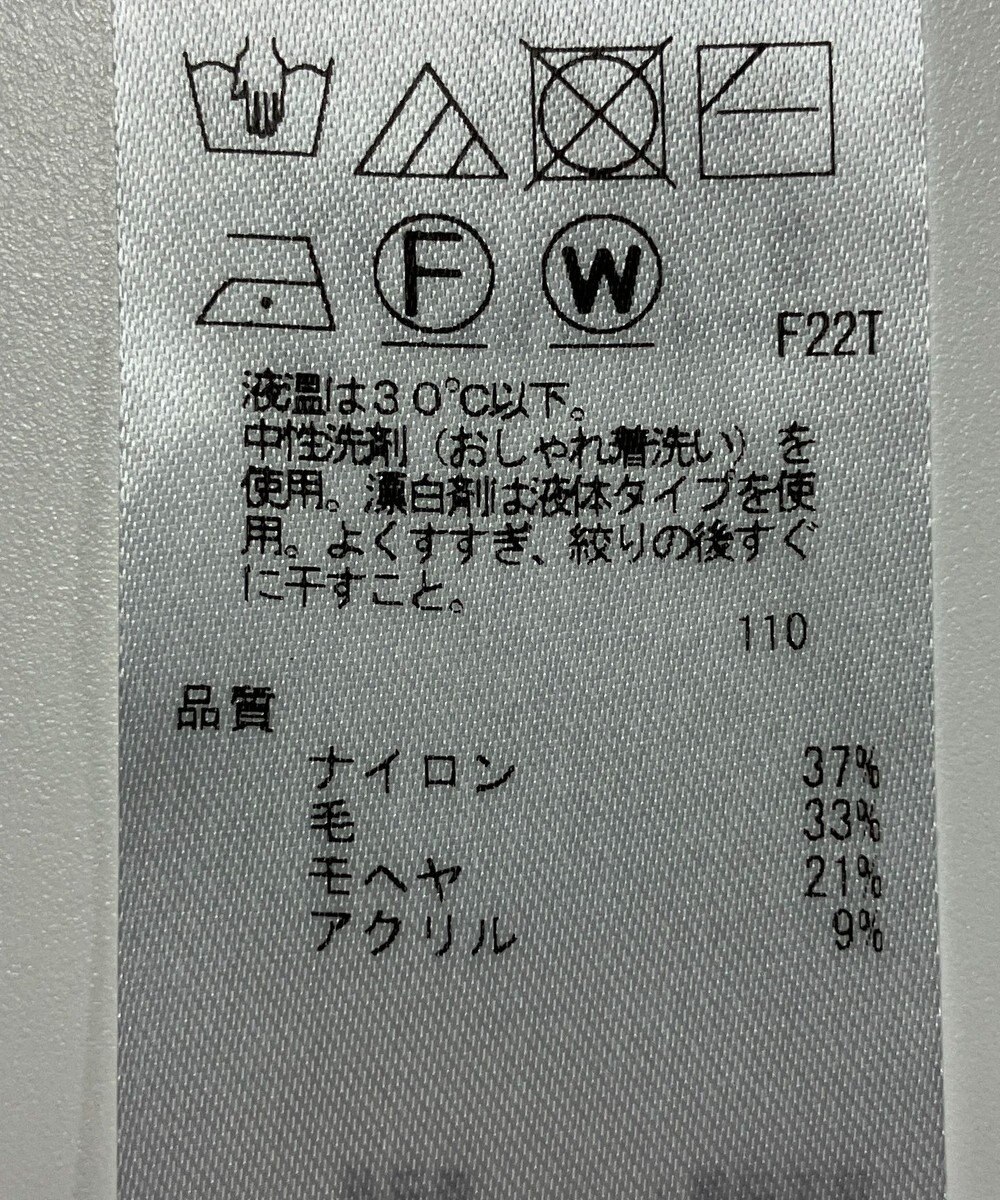 F W
F22T
液温は30℃以下。
中性洗剤（おしゃれ着洗い）を
使用。漂白剤は液体タイプを使
用。よくすすぎ、絞りの後すぐ
に干すこと。
110
品質
ナイロン 37%
毛 33%
モヘヤ 21%
アクリル 9%